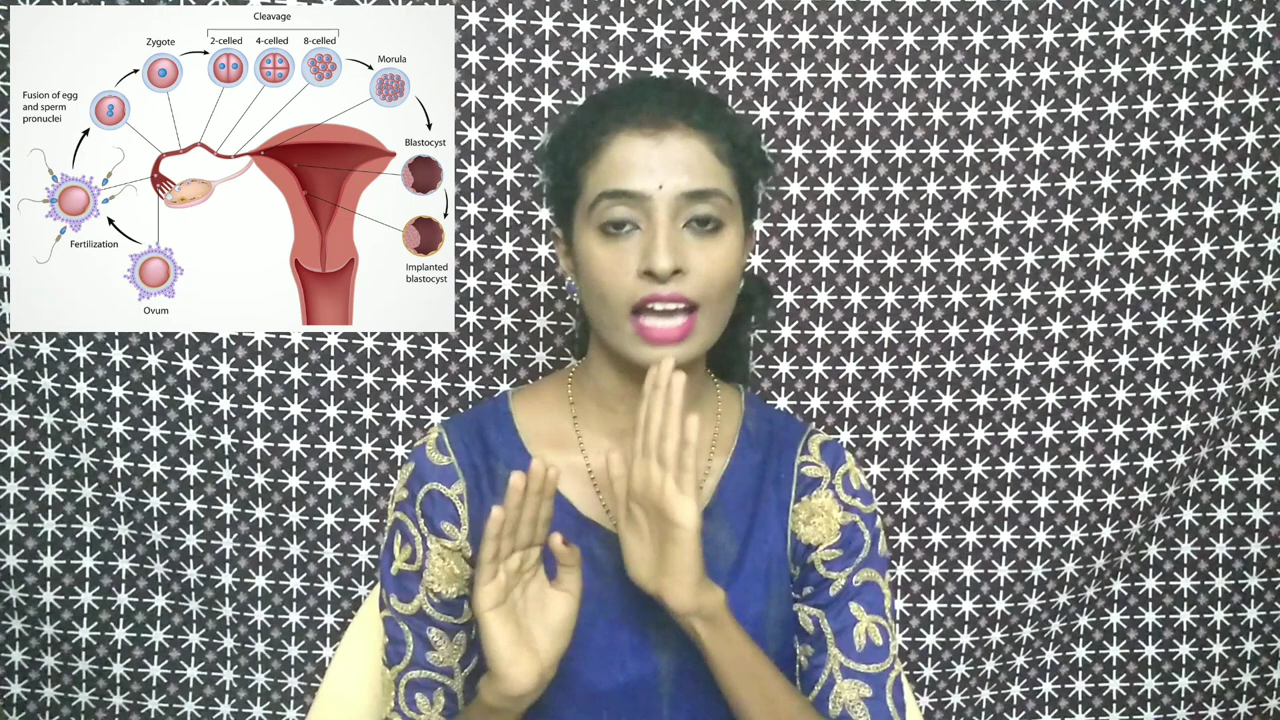 Cleavage
Zygote
2-celled
4-celled
8-celled
Morula
Fusion of egg
and sperm
pronuclei
Blastocyst
Fertilization
Implanted
blastocyst
Ovum